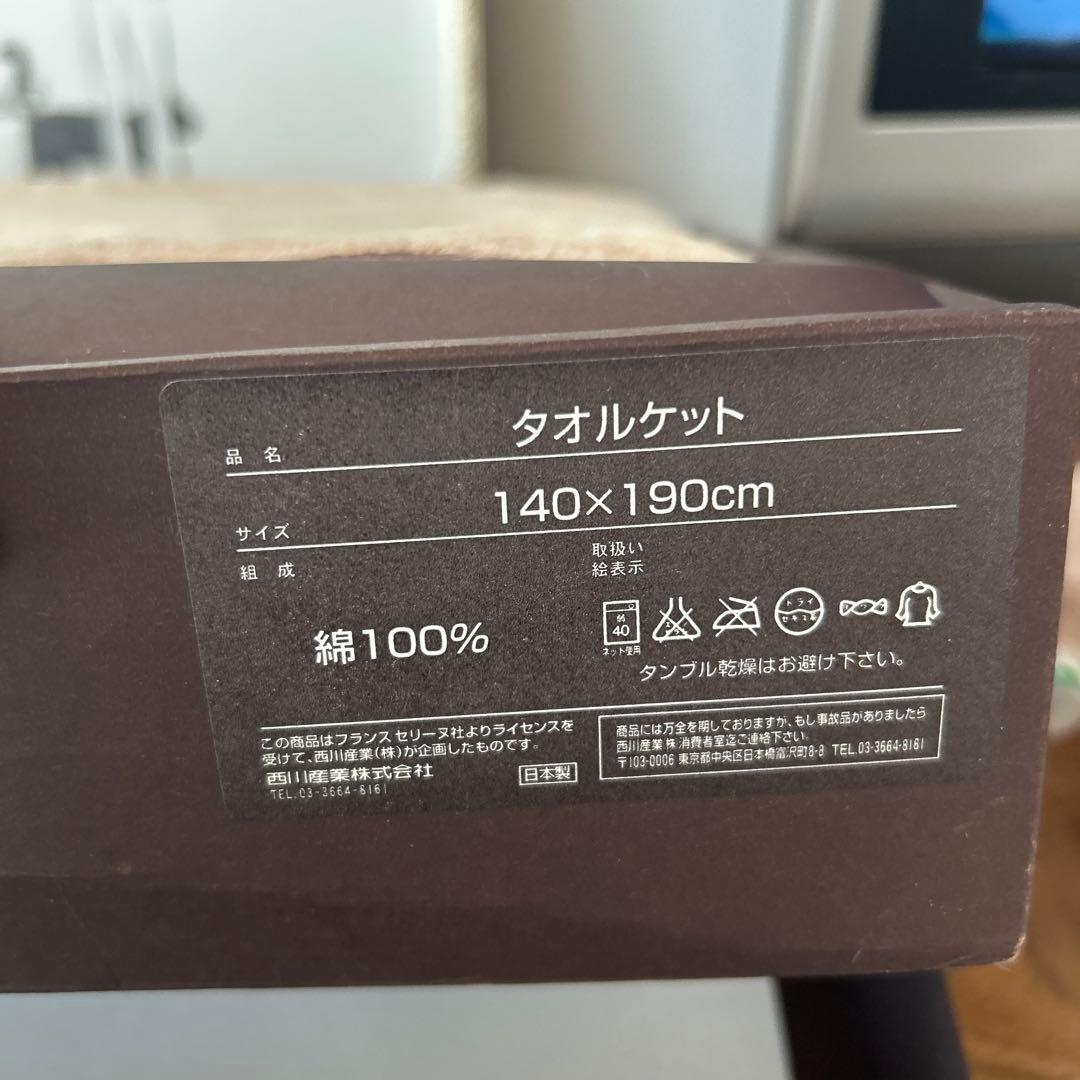 品 名
タオルケット
サイズ
140×190cm
組 成
綿100%
取扱い
絵表示
弱
40
ネット使用
エンソ
サラシ
ドライ
セキユ系
タンブル乾燥はお避け下さい。
この商品はフランス セリーヌ社よりライセンスを
受けて、西川産業(株)が企画したものです。
西川産業株式会社
TEL.03-3664-8161
日本製
商品には万全を期しておりますが、もし事故品がありましたら
西川産業㈱消費者室迄ご連絡下さい。
〒103-0006 東京都中央区日本橋富沢町8-8 TEL.03-3664-8161